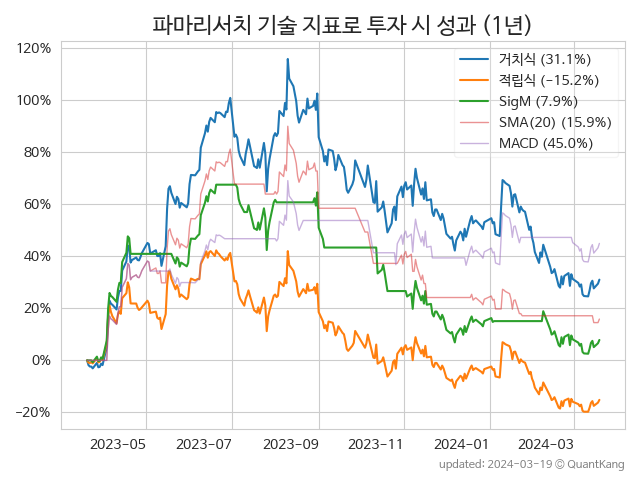 파마리서치 기술 지표로 투자 시 성과 (1년)
120%
100%
80%
60%
40%
20%
0%
−20%
거치식 (31.1%)
적립식 (−15.2%)
SigM (7.9%)
SMA(20) (15.9%)
MACD (45.0%)
2023-05
2023-07
2023-09
2023-11
2024-01
2024-03
updated: 2024-03-19 © QuantKang